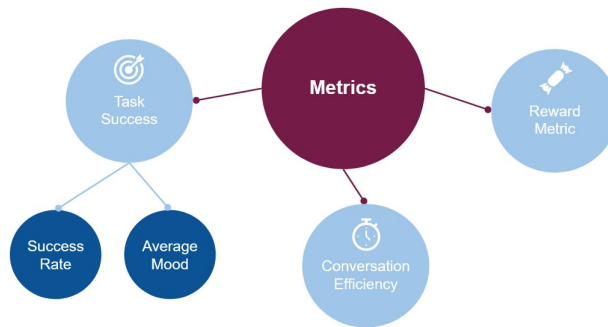 Metrics
Task
Success
Reward
Metric
Success
Rate
Average
Mood
Conversation
Efficiency